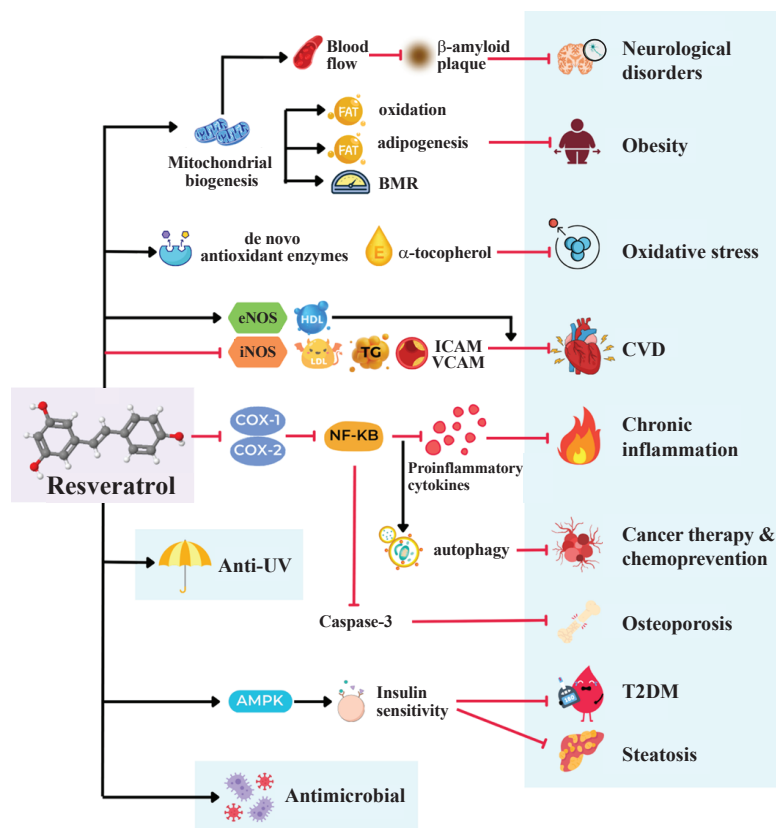 Blood
flow
β-amyloid
plaque
Neurological
disorders
FAT
oxidation
FAT
adipogenesis
BMR
Mitochondrial
biogenesis
Obesity
de novo
antioxidant enzymes
E
α-tocopherol
Oxidative stress
eNOS
HDL
iNOS
LDL
TG
ICAM
VCAM
CVD
Resveratrol
COX-1
COX-2
NF-KB
Proinflammatory
cytokines
Chronic
inflammation
autophagy
Cancer therapy &
chemoprevention
Anti-UV
Caspase-3
Osteoporosis
AMPK
Insulin
sensitivity
180
T2DM
Steatosis
Antimicrobial